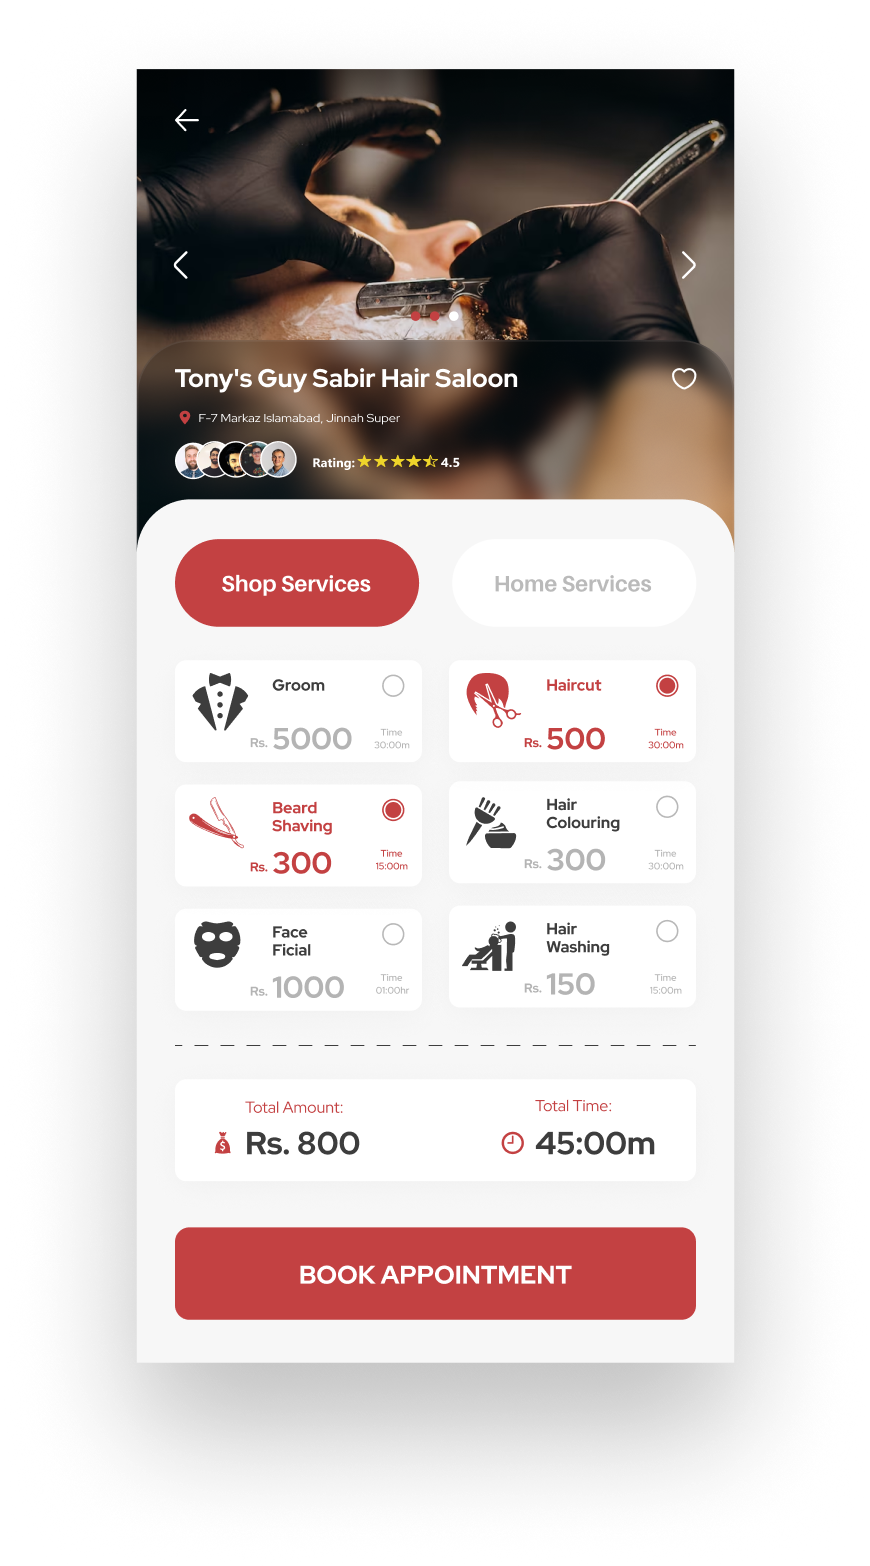 Tony's Guy Sabir Hair Saloon
F-7 Markaz Islamabad, Jinnah Super
Rating: 4.5
Shop Services
Home Services
Groom
Rs. 5000
Time
30:00m
Haircut
Rs. 500
Time
30:00m
Beard
Shaving
Rs. 300
Time
15:00m
Hair
Colouring
Rs. 300
Time
30:00m
Face
Ficial
Rs. 1000
Time
01:00hr
Hair
Washing
Rs. 150
Time
15:00m
Total Amount:
Rs. 800
Total Time:
45:00m
BOOK APPOINTMENT